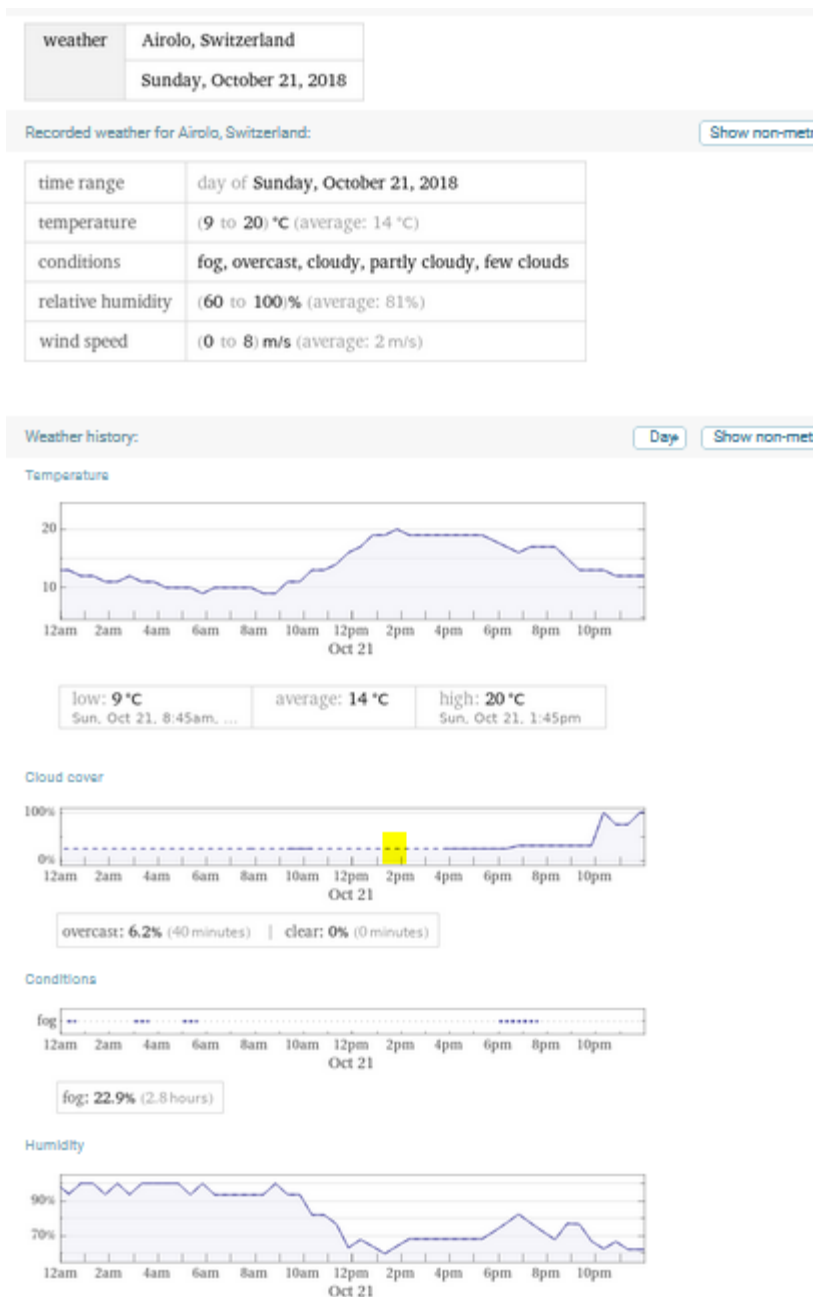 weather Airolo, Switzerland
Sunday, October 21, 2018
Recorded weather for Airolo, Switzerland: Show non-metr
time range day of Sunday, October 21, 2018
temperature (9 to 20) °C (average: 14 °C)
conditions fog, overcast, cloudy, partly cloudy, few clouds
relative humidity (60 to 100)% (average: 81%)
wind speed (0 to 8) m/s (average: 2 m/s)
Weather history: Day Show non-met
Temperature
20
10
12am 2am 4am 6am 8am 10am 12pm 2pm 4pm 6pm 8pm 10pm
Oct 21
low: 9 °C average: 14 °C high: 20 °C
Sun, Oct 21, 8:45am, ... Sun, Oct 21, 1:45pm
Cloud cover
100%
0%
12am 2am 4am 6am 8am 10am 12pm 2pm 4pm 6pm 8pm 10pm
Oct 21
overcast: 6.2% (40 minutes) | clear: 0% (0 minutes)
Conditions
fog
12am 2am 4am 6am 8am 10am 12pm 2pm 4pm 6pm 8pm 10pm
Oct 21
fog: 22.9% (2.8 hours)
Humidity
90%
70%
12am 2am 4am 6am 8am 10am 12pm 2pm 4pm 6pm 8pm 10pm
Oct 21